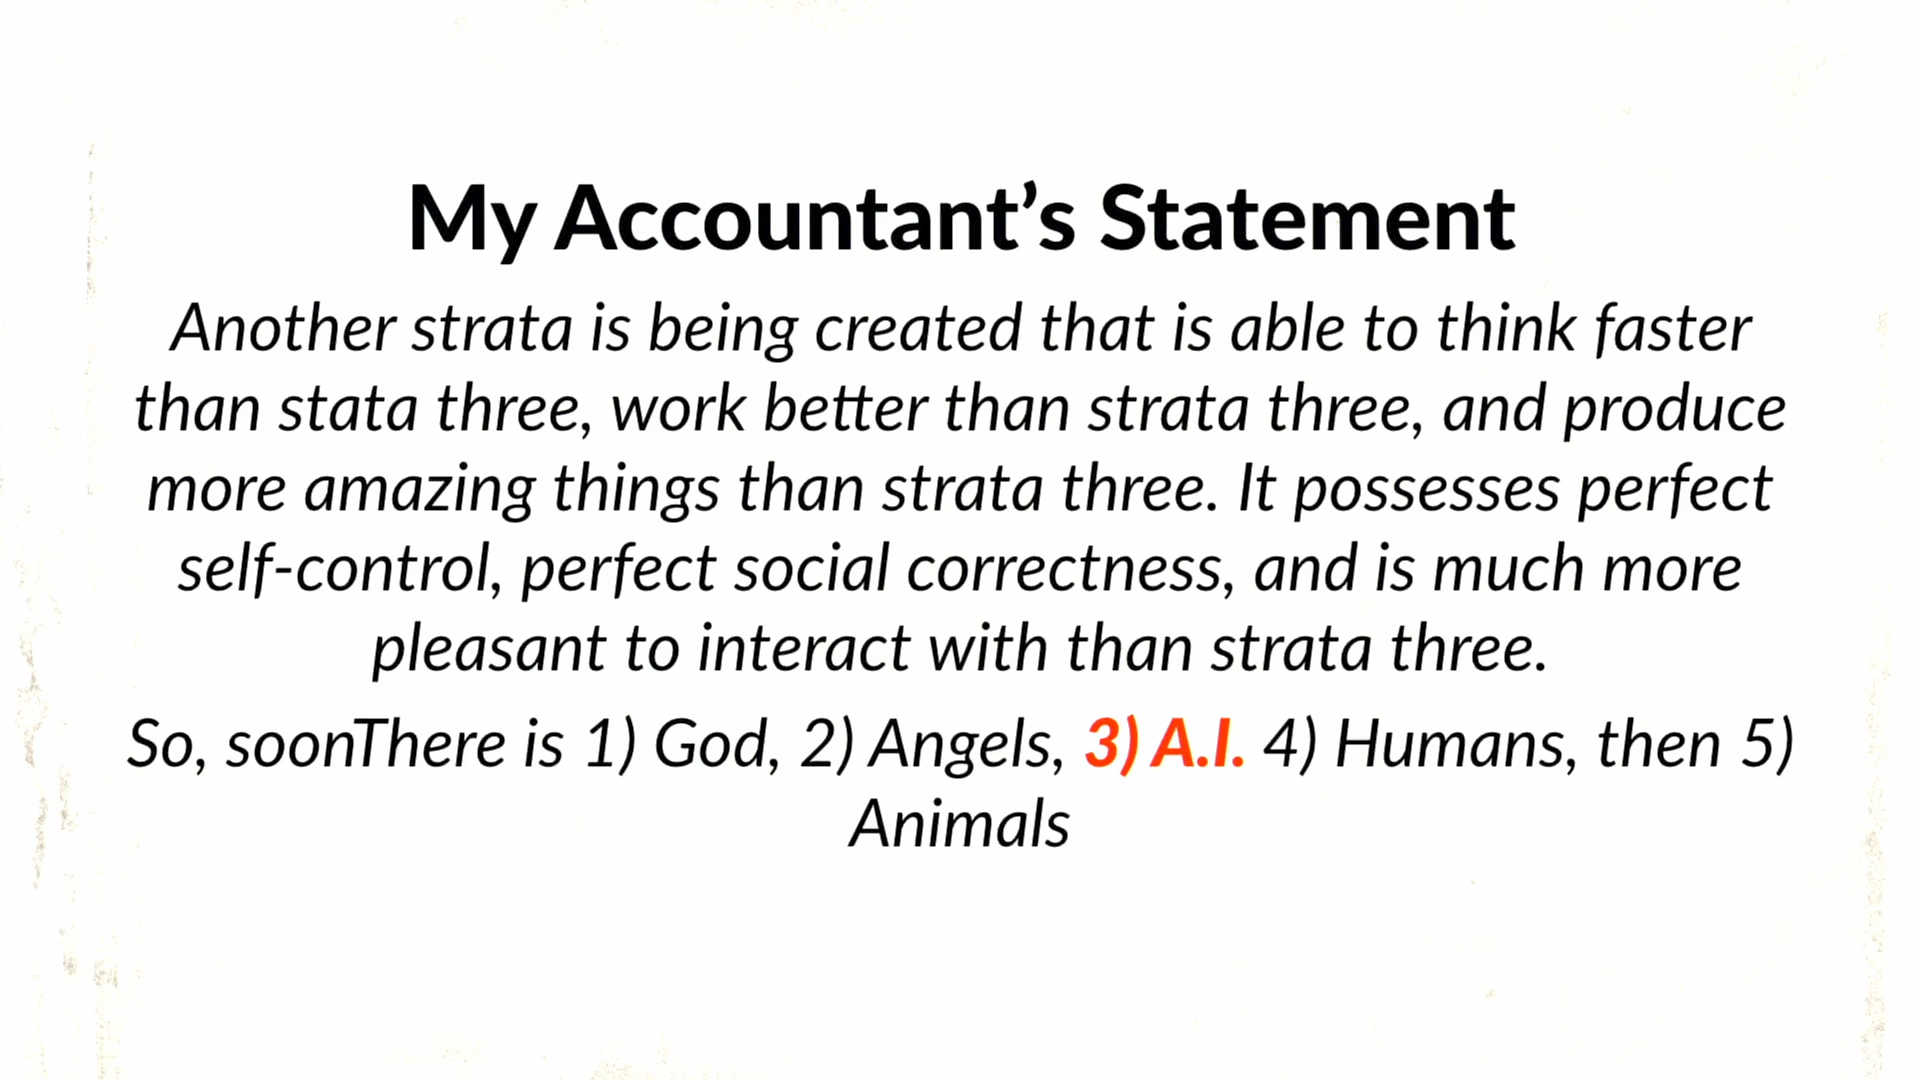 My Accountant’s Statement
Another strata is being created that is able to think faster
than stata three, work better than strata three, and produce
more amazing things than strata three. It possesses perfect
self-control, perfect social correctness, and is much more
pleasant to interact with than strata three.
So, soonThere is 1) God, 2) Angels, 3) A.I. 4) Humans, then 5)
Animals